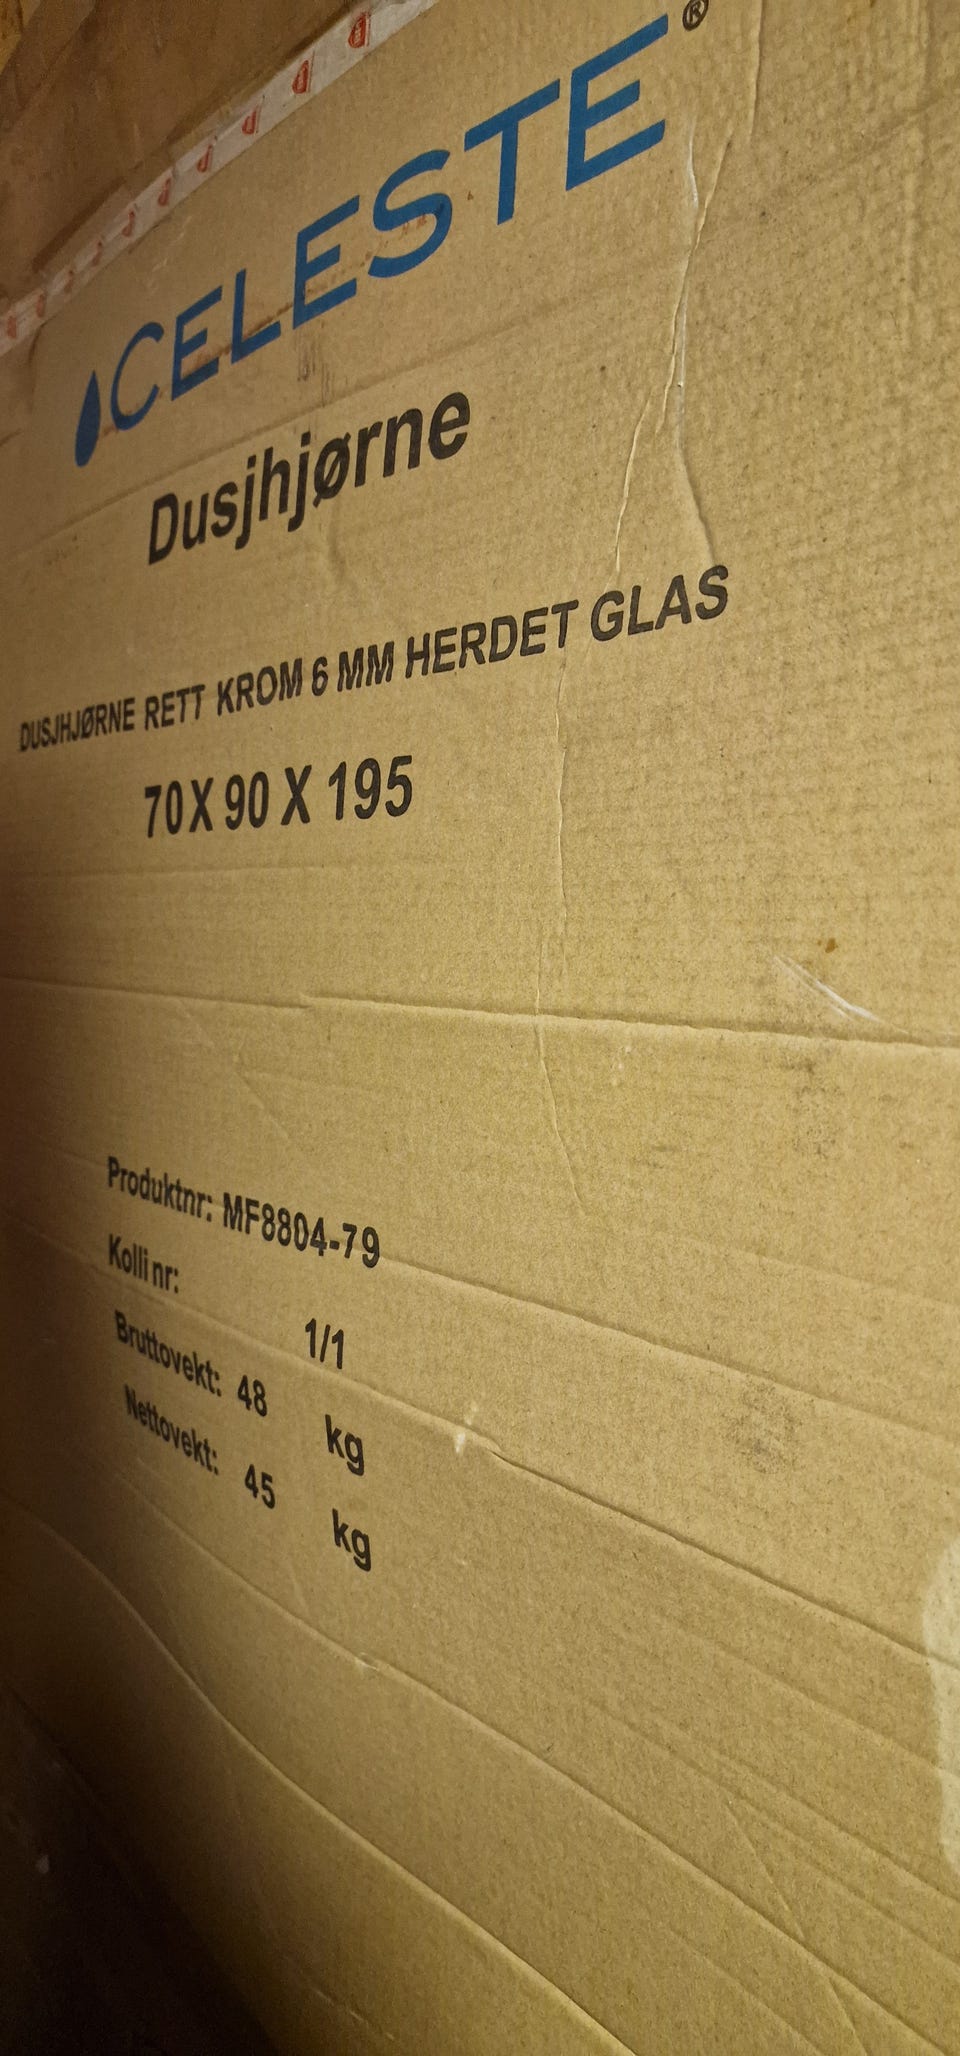 CELESTE®
Dusjhjørne
DUSJHJØRNE RETT KROM 6 MM HERDET GLAS
70 X 90 X 195
Produktnr: MF8804-79
Kolli nr: 1/1
Bruttovekt: 48 kg
Nettovekt: 45 kg